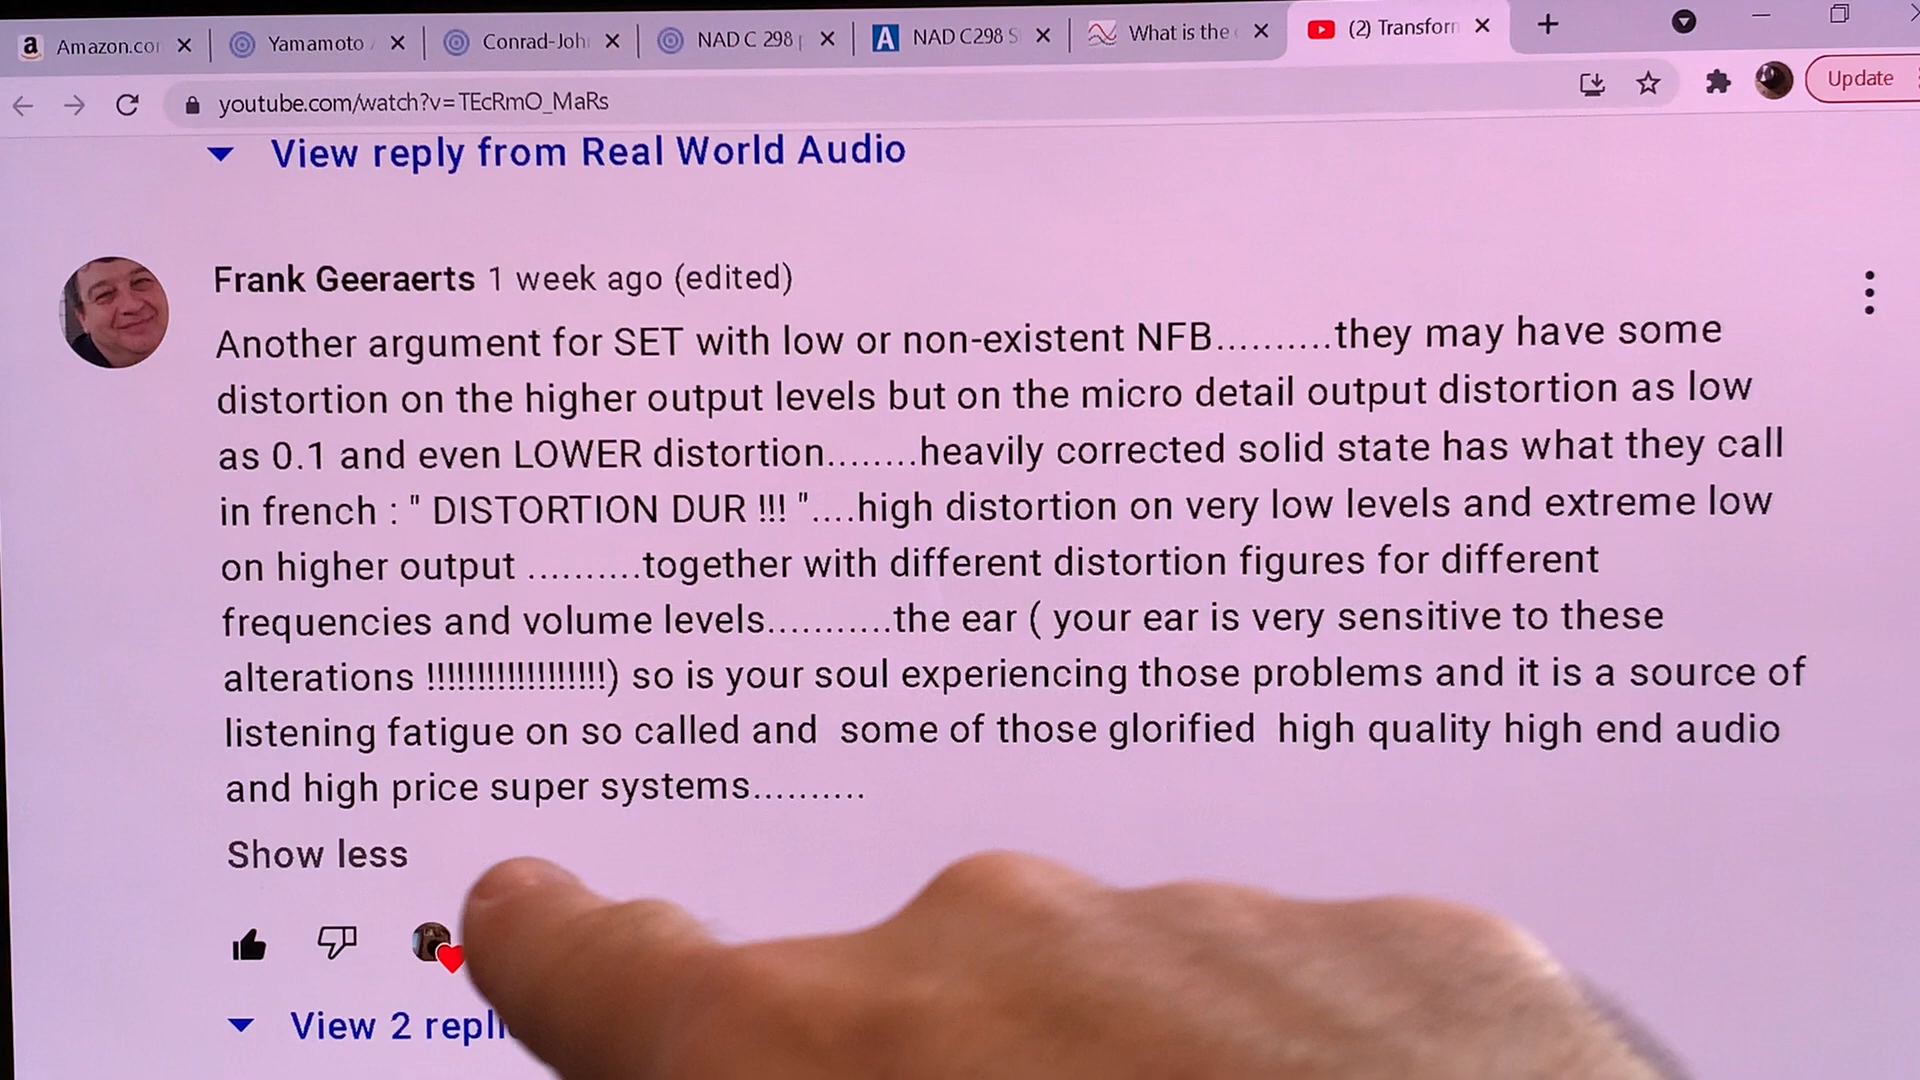 Amazon.co
Yamamoto
Conrad-Joh
NAD C 298
NAD C298 S
What is the
(2) Transforn
youtube.com/watch?v=TEcRmO_MaRs
Update
View reply from Real World Audio
Frank Geeraerts 1 week ago (edited)
Another argument for SET with low or non-existent NFB..........they may have some
distortion on the higher output levels but on the micro detail output distortion as low
as 0.1 and even LOWER distortion........heavily corrected solid state has what they call
in french : " DISTORTION DUR !!! "....high distortion on very low levels and extreme low
on higher output ..........together with different distortion figures for different
frequencies and volume levels...........the ear ( your ear is very sensitive to these
alterations !!!!!!!!!!!!!!!!!!!) so is your soul experiencing those problems and it is a source of
listening fatigue on so called and  some of those glorified  high quality high end audio
and high price super systems..........
Show less
View 2 repli